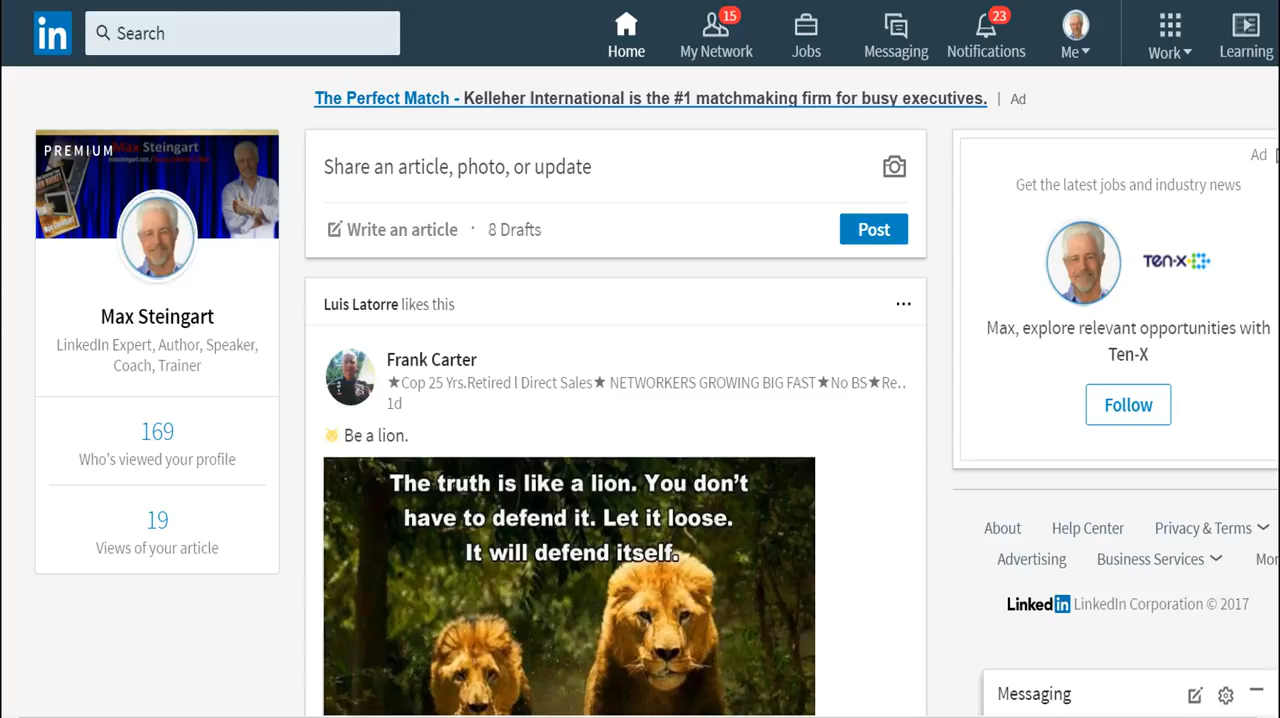 in
Search
15
23
Home
My Network
Jobs
Messaging
Notifications
Me
Work
Learning
The Perfect Match - Kelleher International is the #1 matchmaking firm for busy executives. | Ad
PREMIUM
Max Steingart
Max Steingart
LinkedIn Expert, Author, Speaker,
Coach, Trainer
169
Who's viewed your profile
19
Views of your article
Share an article, photo, or update
Write an article · 8 Drafts
Post
Luis Latorre likes this
Frank Carter
★Cop 25 Yrs.Retired l Direct Sales★ NETWORKERS GROWING BIG FAST★No BS★Re..
1d
Be a lion.
The truth is like a lion. You don't
have to defend it. Let it loose.
It will defend itself.
Ad
Get the latest jobs and industry news
TEN-X
Max, explore relevant opportunities with
Ten-X
Follow
About Help Center Privacy & Terms
Advertising Business Services Mor
Linked in LinkedIn Corporation © 2017
Messaging